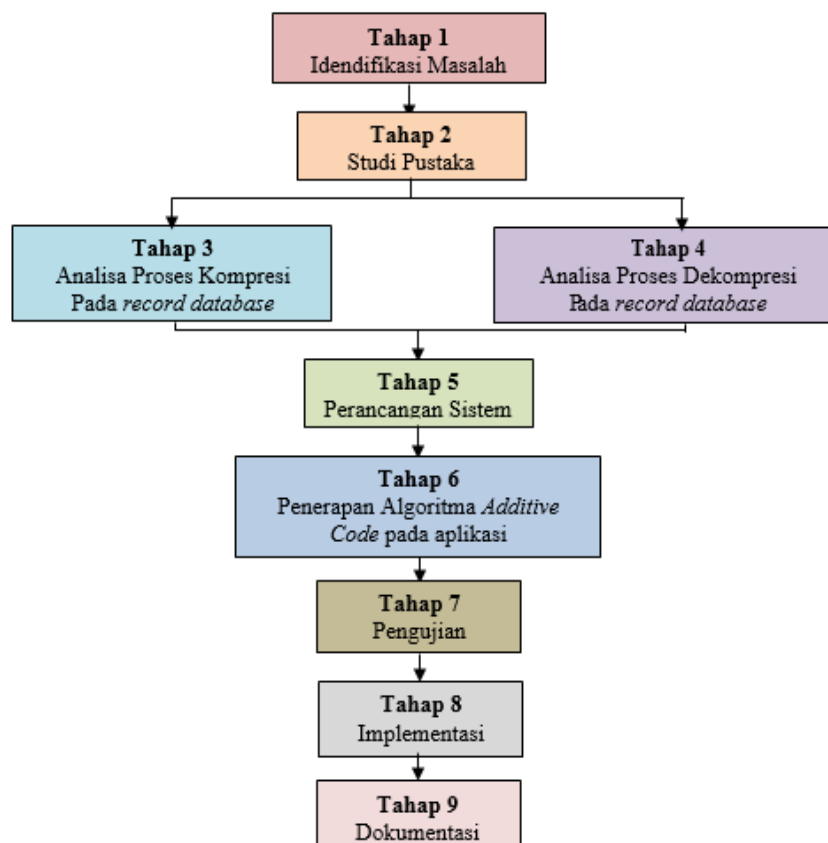 Tahap 1
Idendifikasi Masalah
Tahap 2
Studi Pustaka
Tahap 3
Analisa Proses Kompresi
Pada record database
Tahap 4
Analisa Proses Dekompresi
Pada record database
Tahap 5
Perancangan Sistem
Tahap 6
Penerapan Algoritma Additive
Code pada aplikasi
Tahap 7
Pengujian
Tahap 8
Implementasi
Tahap 9
Dokumentasi